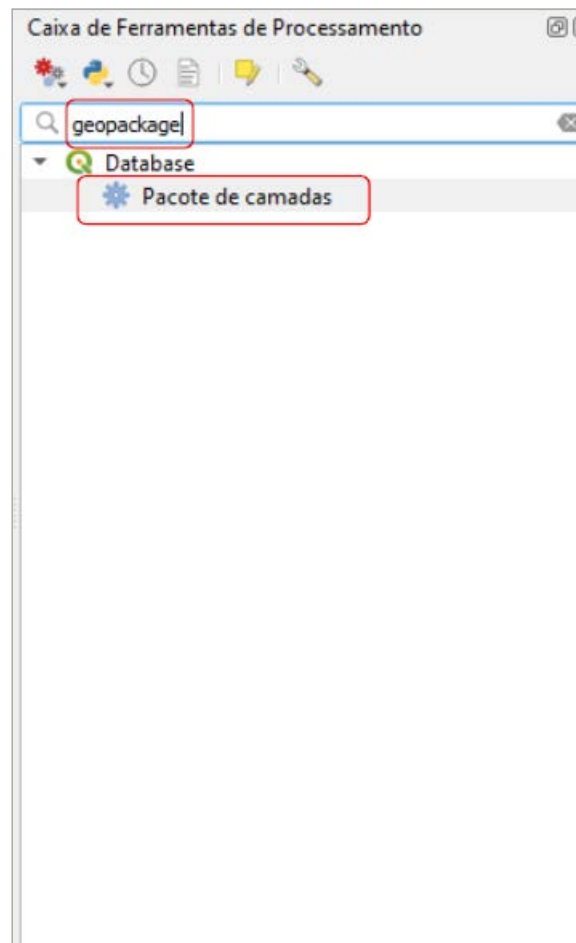 Caixa de Ferramentas de Processamento
geopackage
Database
Pacote de camadas